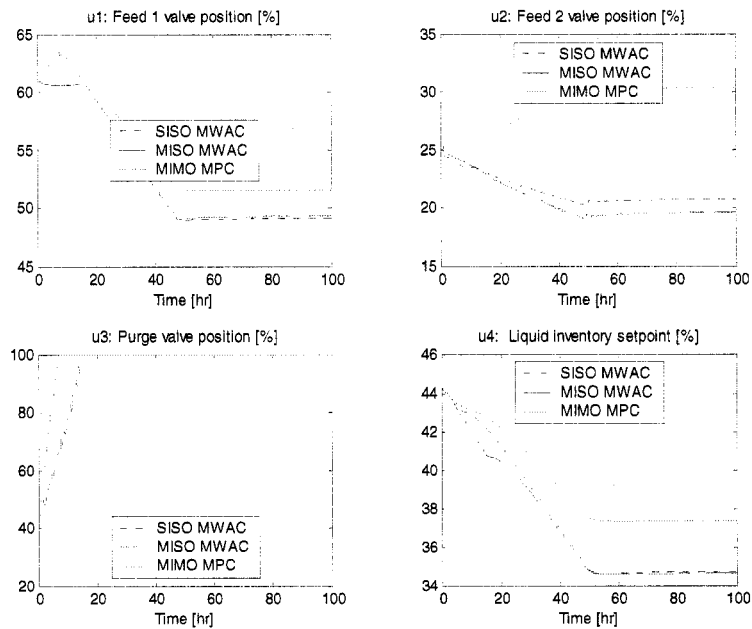 u1: Feed 1 valve position [%]
65
60
55
50
45
0 20 40 60 80 100
Time [hr]
SISO MWAC
MISO MWAC
MIMO MPC
u2: Feed 2 valve position [%]
35
30
25
20
15
0 20 40 60 80 100
Time [hr]
SISO MWAC
MISO MWAC
MIMO MPC
u3: Purge valve position [%]
100
80
60
40
20
0 20 40 60 80 100
Time [hr]
SISO MWAC
MISO MWAC
MIMO MPC
u4: Liquid inventory setpoint [%]
46
44
42
40
38
36
34
0 20 40 60 80 100
Time [hr]
SISO MWAC
MISO MWAC
MIMO MPC